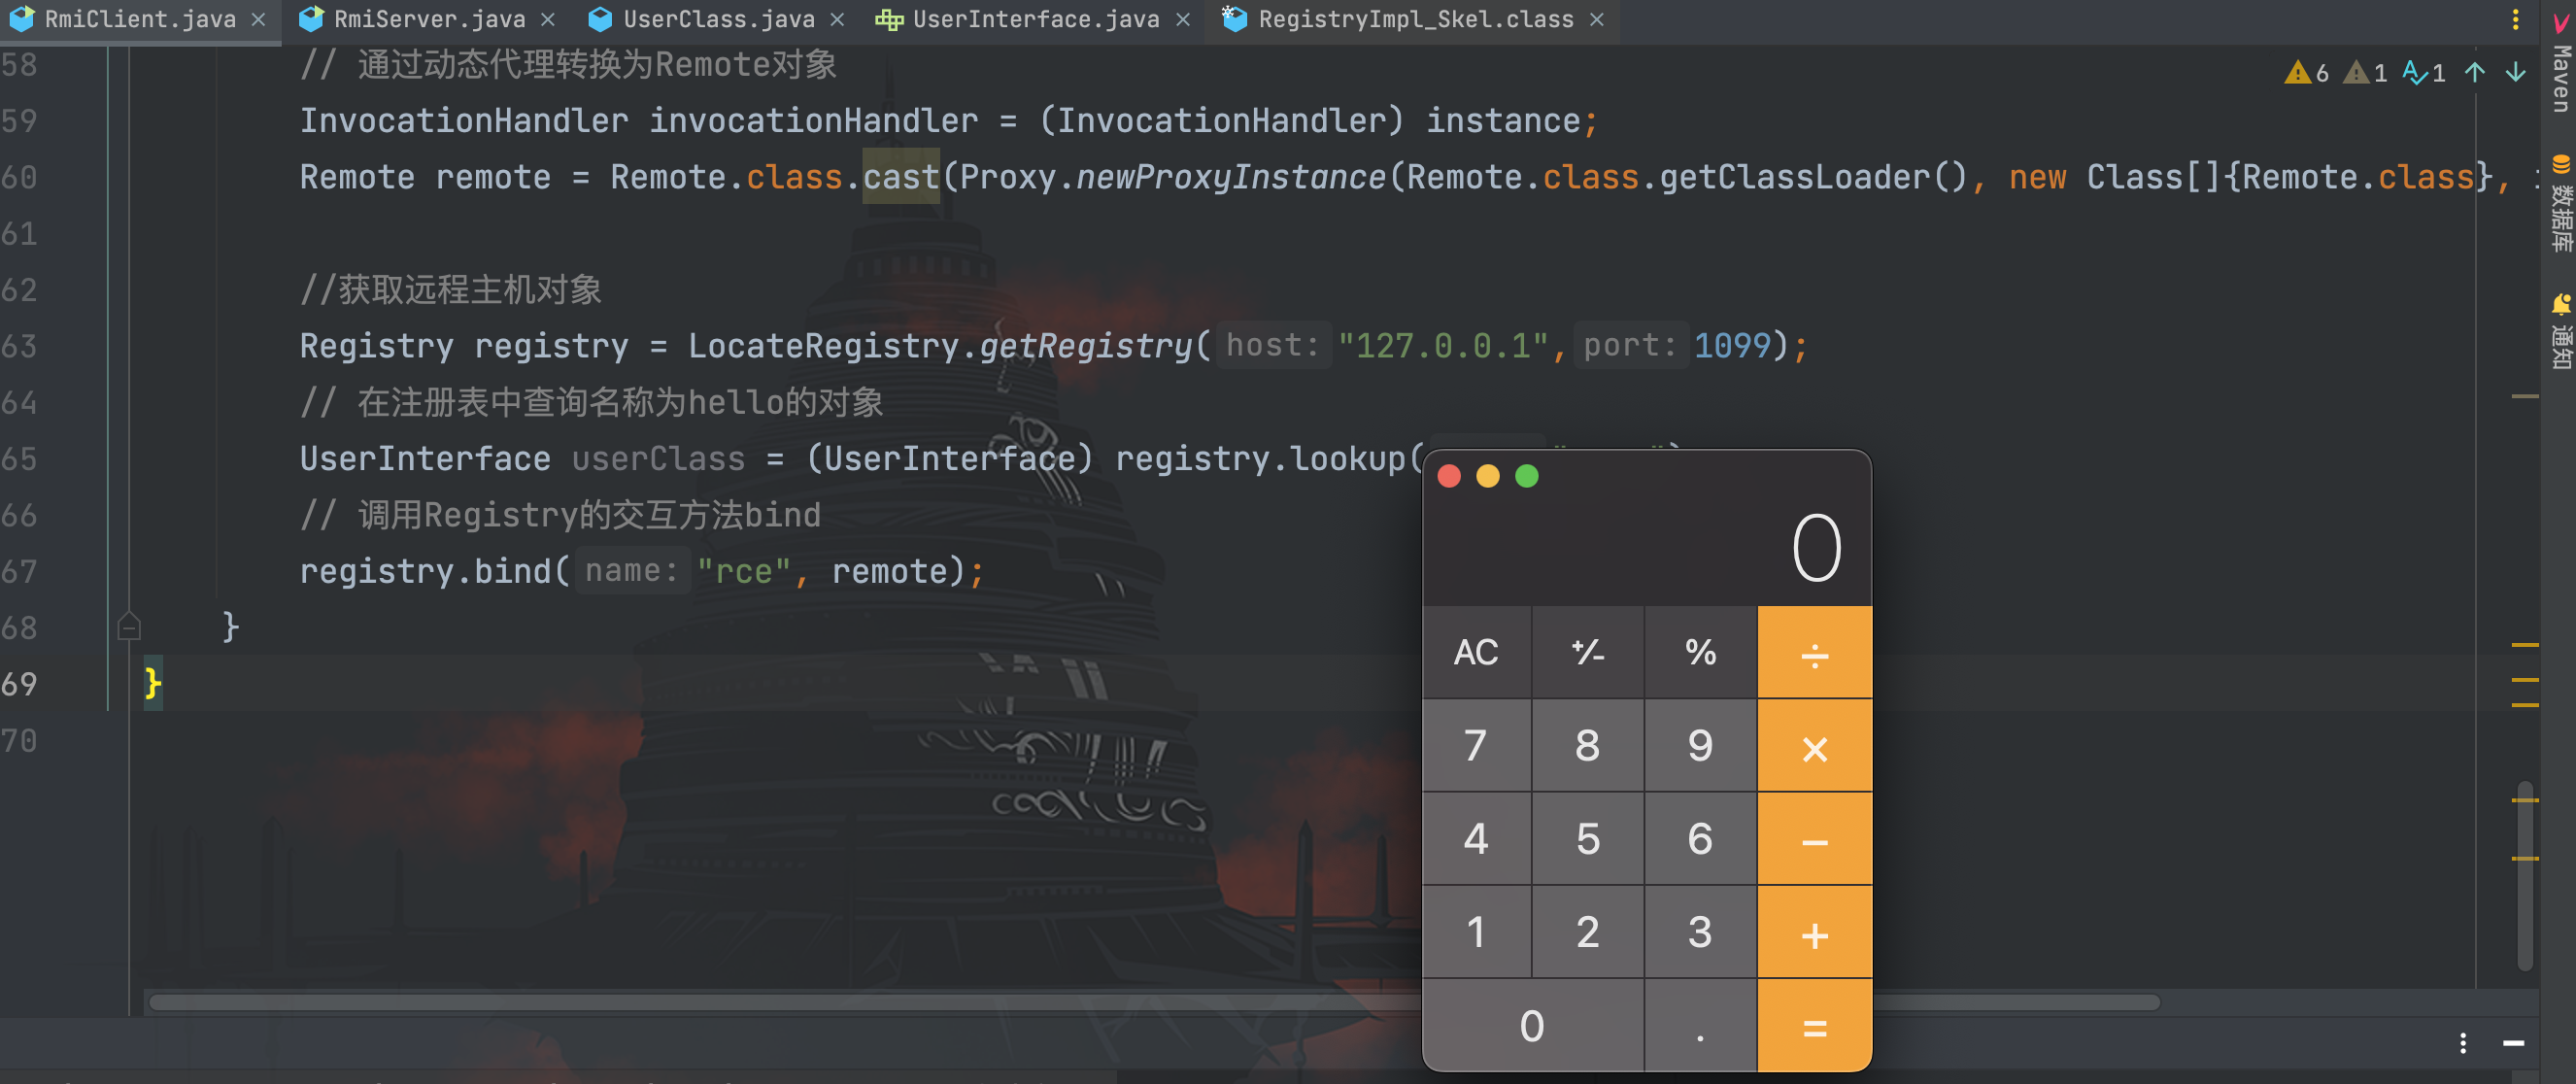 RmiClient.java
RmiServer.java
UserClass.java
UserInterface.java
RegistryImpl_Skel.class
6
1
1
Maven
数据库
通知
58 // 通过动态代理转换为Remote对象
59 InvocationHandler invocationHandler = (InvocationHandler) instance;
60 Remote remote = Remote.class.cast(Proxy.newProxyInstance(Remote.class.getClassLoader(), new Class[]{Remote.class},
61
62 //获取远程主机对象
63 Registry registry = LocateRegistry.getRegistry( host: "127.0.0.1", port: 1099);
64 // 在注册表中查询名称为hello的对象
65 UserInterface userClass = (UserInterface) registry.lookup(
66 // 调用Registry的交互方法bind
67 registry.bind( name: "rce", remote);
68 }
69 }
70
0
AC +/- % ÷
7 8 9 ×
4 5 6 −
1 2 3 +
0 . =